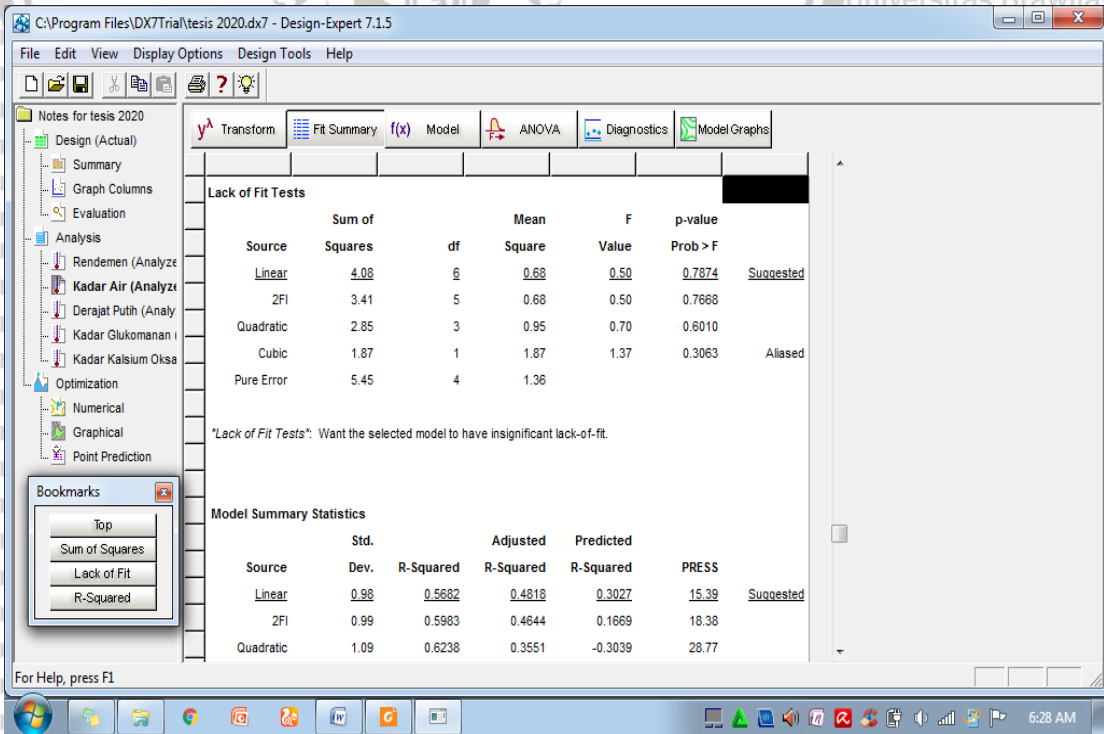 Universitas Brawija
C:\Program Files\DX7Trial\tesis 2020.dx7 - Design-Expert 7.1.5
File Edit View Display Options Design Tools Help
Notes for tesis 2020
Design (Actual)
Summary
Graph Columns
Evaluation
Analysis
Rendemen (Analyze
Kadar Air (Analyze
Derajat Putih (Analy
Kadar Glukomanan (
Kadar Kalsium Oksa
Optimization
Numerical
Graphical
Point Prediction
Bookmarks
Top
Sum of Squares
Lack of Fit
R-Squared
yλ Transform Fit Summary f(x) Model ANOVA Diagnostics Model Graphs
Lack of Fit Tests
Sum of Mean F p-value
Source Squares df Square Value Prob > F
Linear 4.08 6 0.68 0.50 0.7874 Suggested
2FI 3.41 5 0.68 0.50 0.7668
Quadratic 2.85 3 0.95 0.70 0.6010
Cubic 1.87 1 1.87 1.37 0.3063 Aliased
Pure Error 5.45 4 1.36
"Lack of Fit Tests": Want the selected model to have insignificant lack-of-fit.
Model Summary Statistics
Std. Adjusted Predicted
Source Dev. R-Squared R-Squared R-Squared PRESS
Linear 0.98 0.5682 0.4818 0.3027 15.39 Suggested
2FI 0.99 0.5983 0.4644 0.1669 18.38
Quadratic 1.09 0.6238 0.3551 -0.3039 28.77
For Help, press F1
6:28 AM